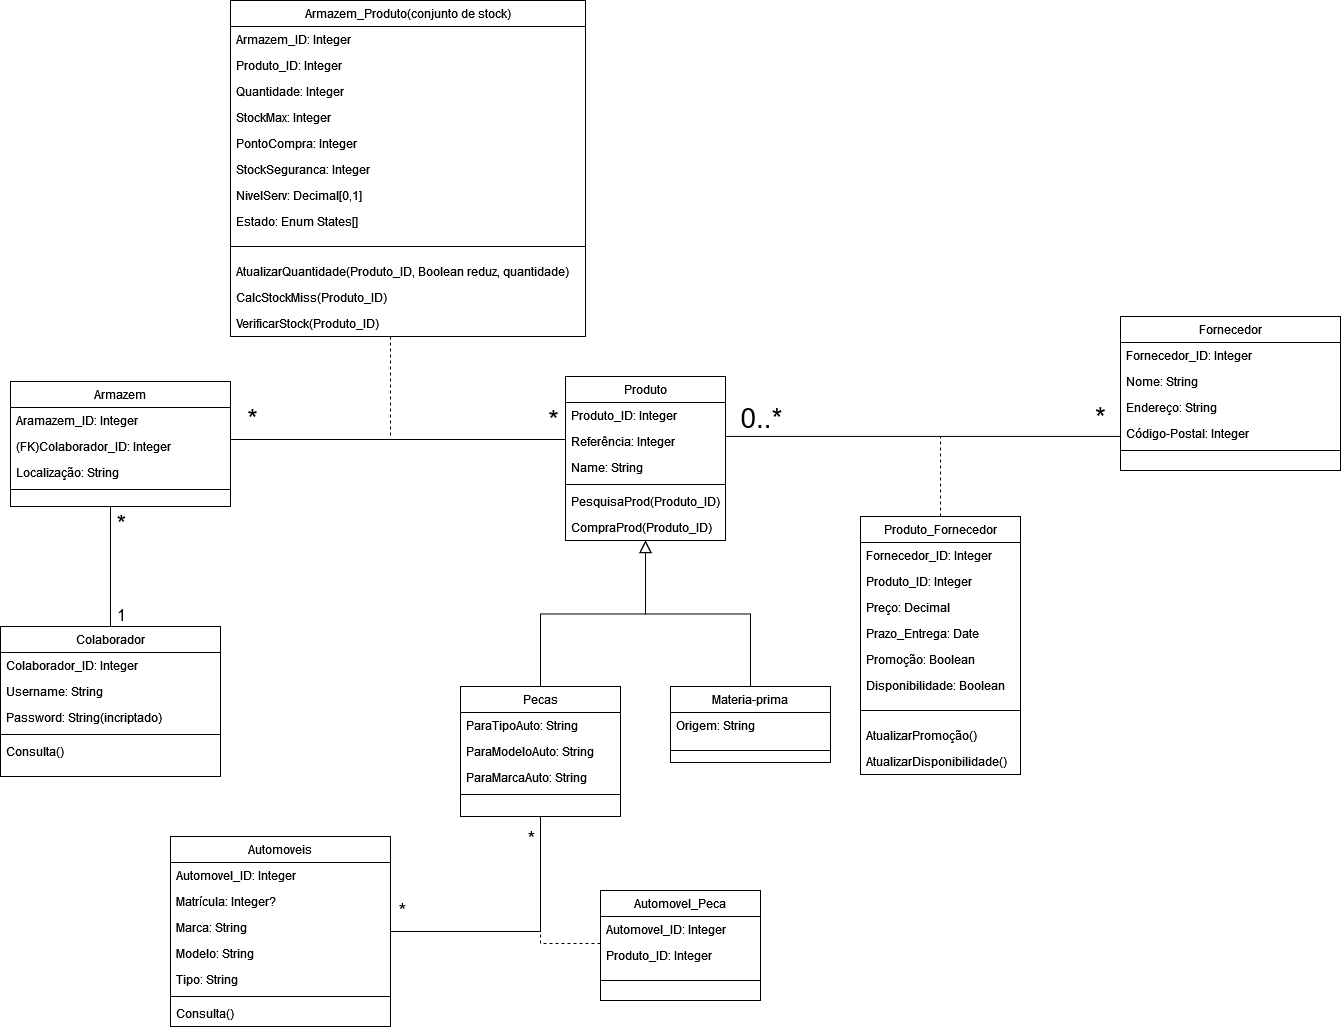 Armazem_Produto(conjunto de stock)
Armazem_ID: Integer
Produto_ID: Integer
Quantidade: Integer
StockMax: Integer
PontoCompra: Integer
StockSeguranca: Integer
NivelServ: Decimal[0,1]
Estado: Enum States[]
AtualizarQuantidade(Produto_ID, Boolean reduz, quantidade)
CalcStockMiss(Produto_ID)
VerificarStock(Produto_ID)
Armazem
Aramazem_ID: Integer
(FK)Colaborador_ID: Integer
Localização: String
*
*
Produto
Produto_ID: Integer
Referência: Integer
Name: String
PesquisaProd(Produto_ID)
CompraProd(Produto_ID)
0..*
*
Fornecedor
Fornecedor_ID: Integer
Nome: String
Endereço: String
Código-Postal: Integer
*
1
Colaborador
Colaborador_ID: Integer
Username: String
Password: String(incriptado)
Consulta()
Produto_Fornecedor
Fornecedor_ID: Integer
Produto_ID: Integer
Preço: Decimal
Prazo_Entrega: Date
Promoção: Boolean
Disponibilidade: Boolean
AtualizarPromoção()
AtualizarDisponibilidade()
Pecas
ParaTipoAuto: String
ParaModeloAuto: String
ParaMarcaAuto: String
Materia-prima
Origem: String
*
*
Automoveis
Automovel_ID: Integer
Matrícula: Integer?
Marca: String
Modelo: String
Tipo: String
Consulta()
Automovel_Peca
Automovel_ID: Integer
Produto_ID: Integer